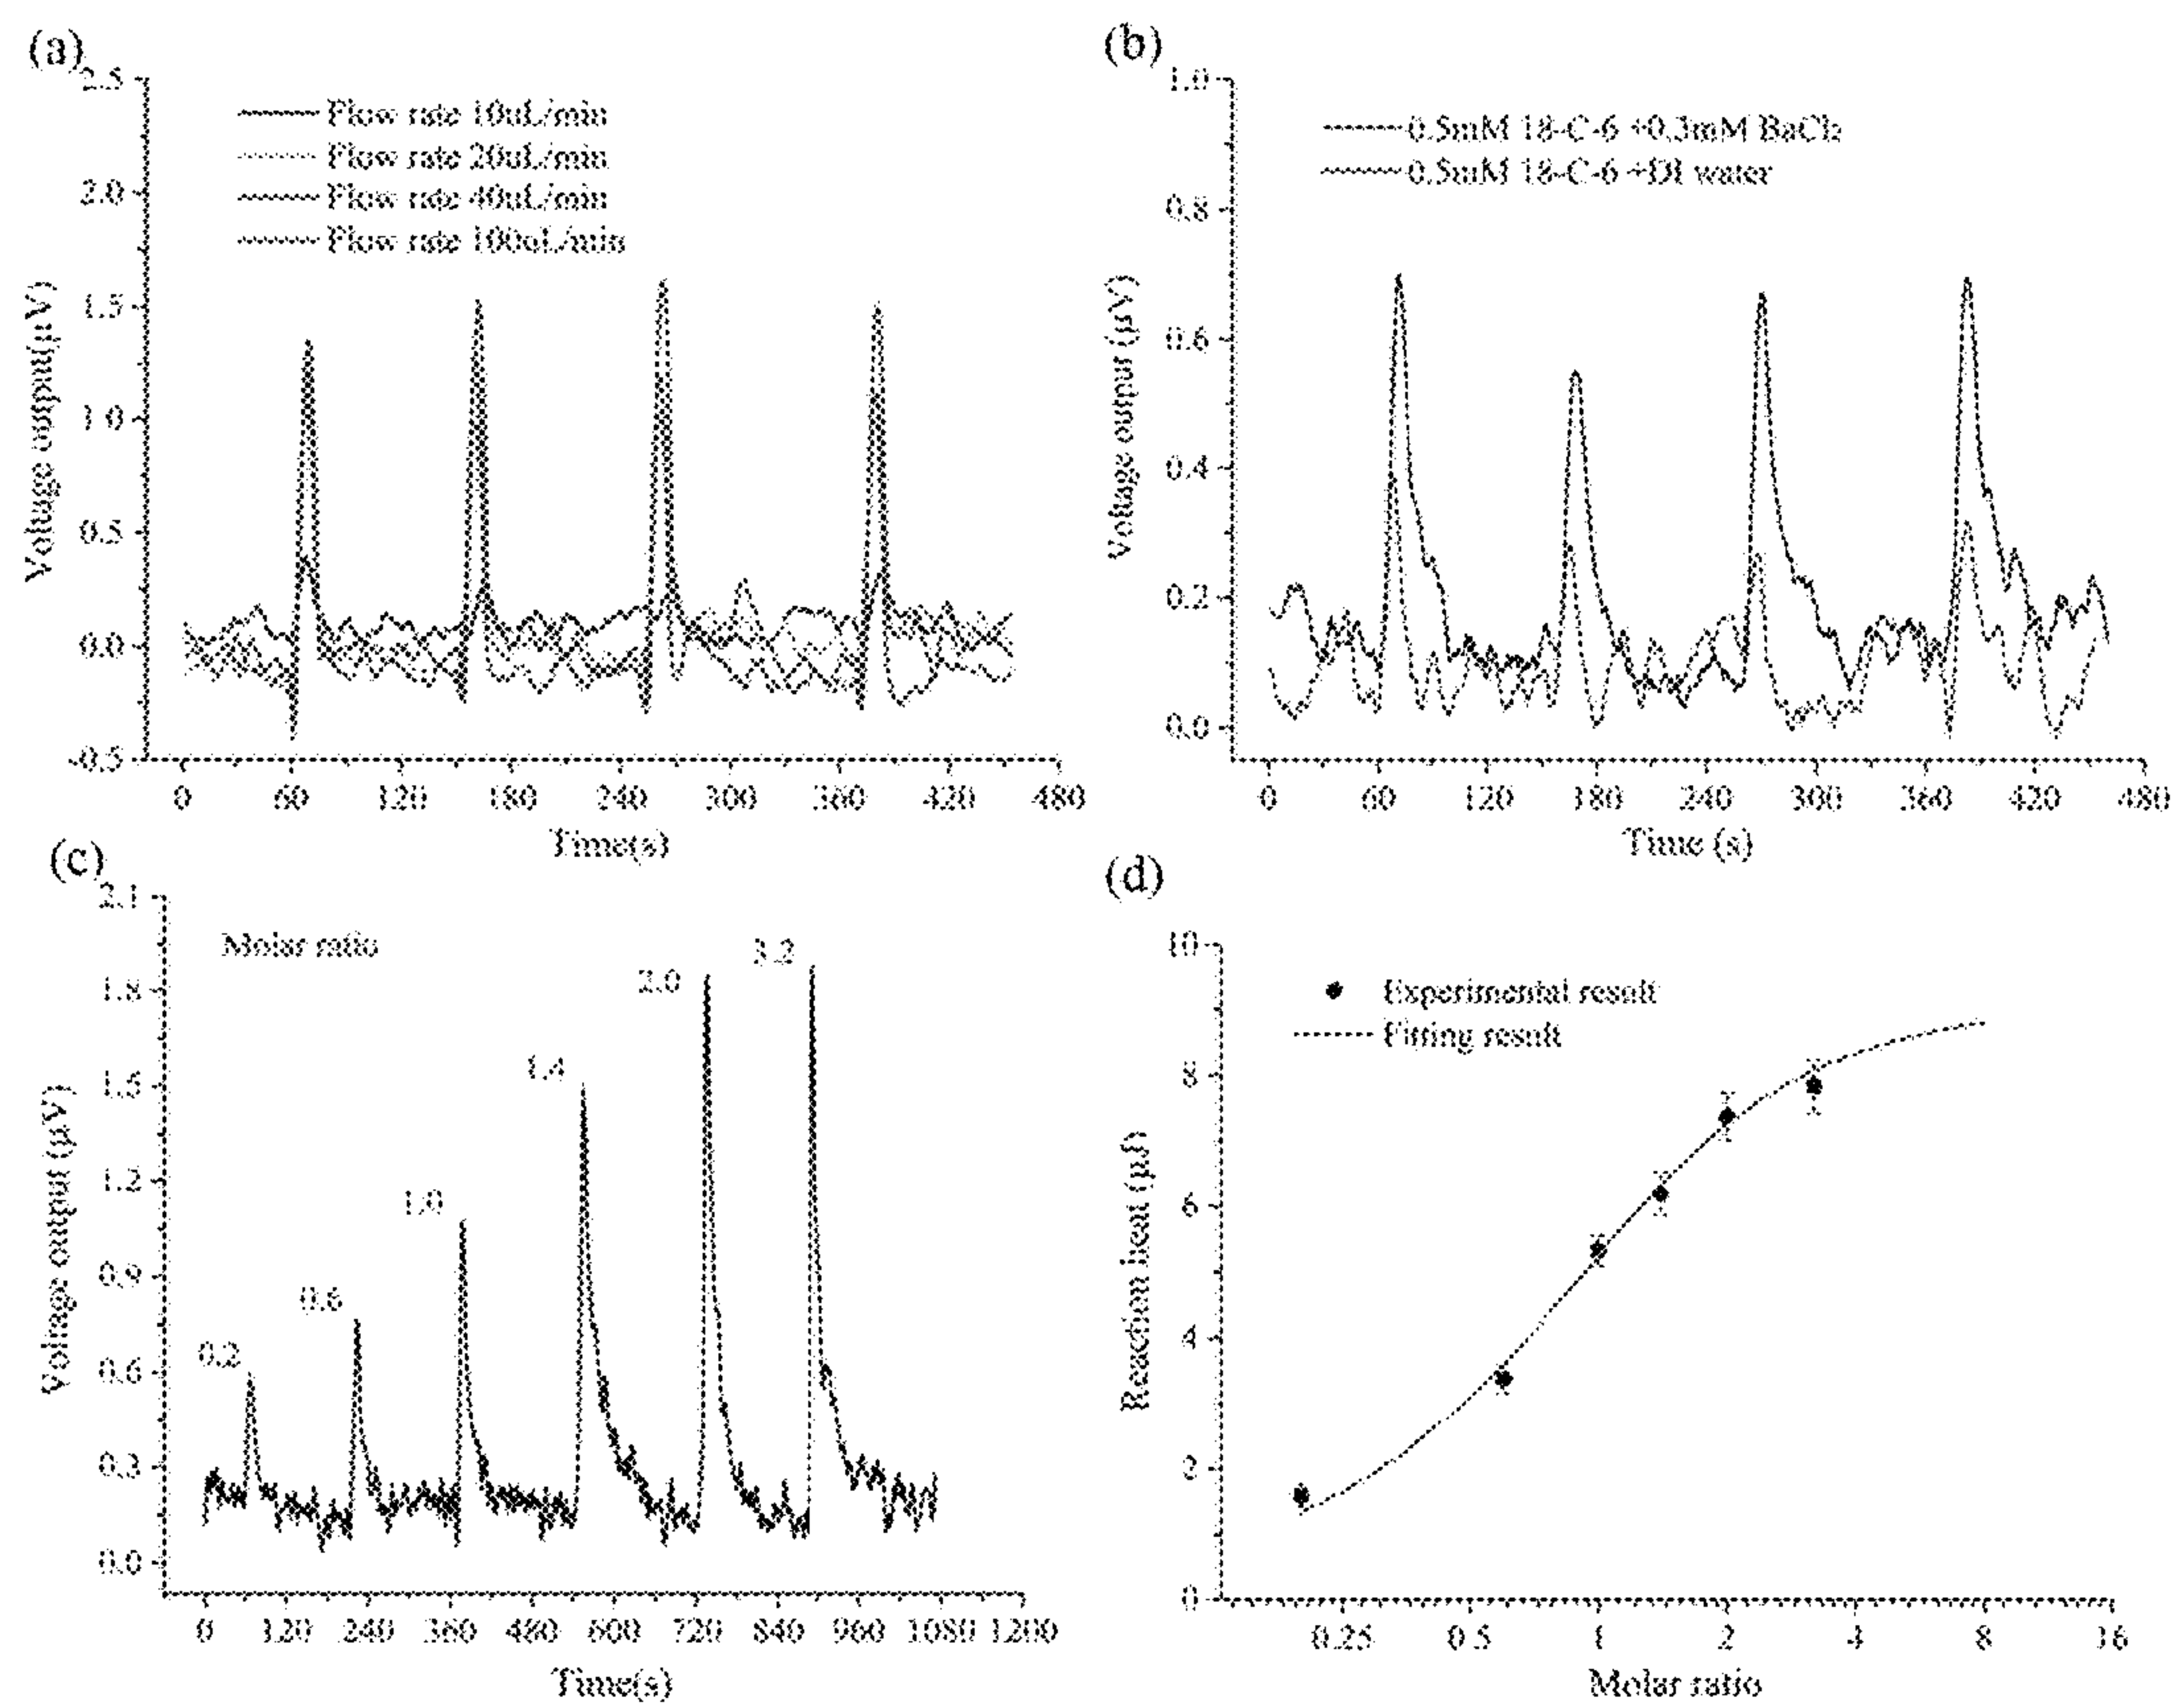 (a)
2.5
2.0
1.5
1.0
0.5
0.0
-0.5
Voltage output(μV)
Flow rate 10uL/min
Flow rate 20uL/min
Flow rate 40uL/min
Flow rate 100uL/min
0 60 120 180 240 300 360 420 480
Time(s)
(b)
1.0
0.8
0.6
0.4
0.2
0.0
Voltage output (μV)
0.5mM 18-C-6 +0.3mM BaCl₂
0.5mM 18-C-6 +DI water
0 60 120 180 240 300 360 420 480
Time (s)
(c)
2.1
1.8
1.5
1.2
0.9
0.6
0.3
0.0
Voltage output (μV)
Molar ratio
0.2
0.6
1.0
1.4
2.0
3.2
0 120 240 360 480 600 720 840 960 1080 1200
Time(s)
(d)
10
8
6
4
2
0
Reaction heat (μJ)
Experimental result
Fitting result
0.25 0.5 1 2 4 8 16
Molar ratio